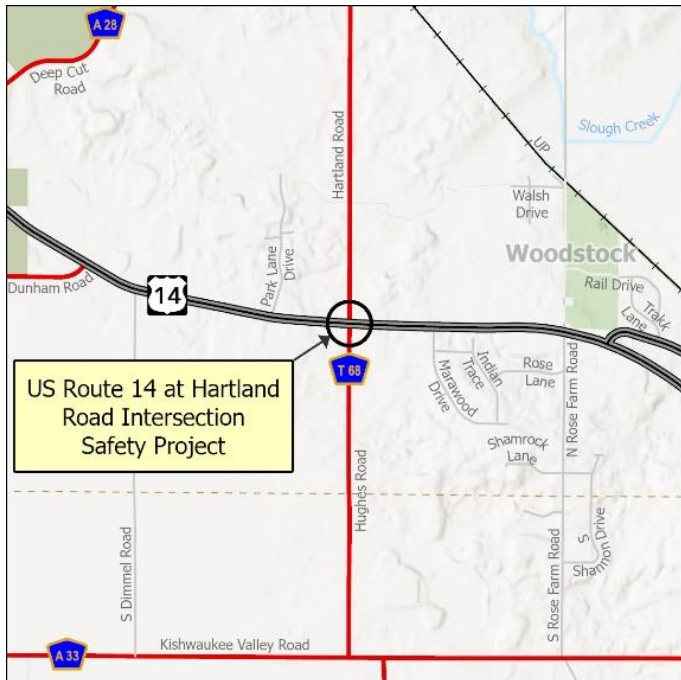 A 28
Deep Cut
Road
Hartland Road
UP
Slough Creek
Walsh
Drive
Woodstock
Park Lane
Drive
Rail Drive
Trakk
Lane
Dunham Road
14
US Route 14 at Hartland
Road Intersection
Safety Project
T 68
Marawood
Drive
Indian
Trace
Rose
Lane
N Rose Farm Road
Shamrock
Lane
Hughes Road
S Dimmel Road
S Rose Farm Road
S
Shannon Drive
Kishwaukee Valley Road
A 33